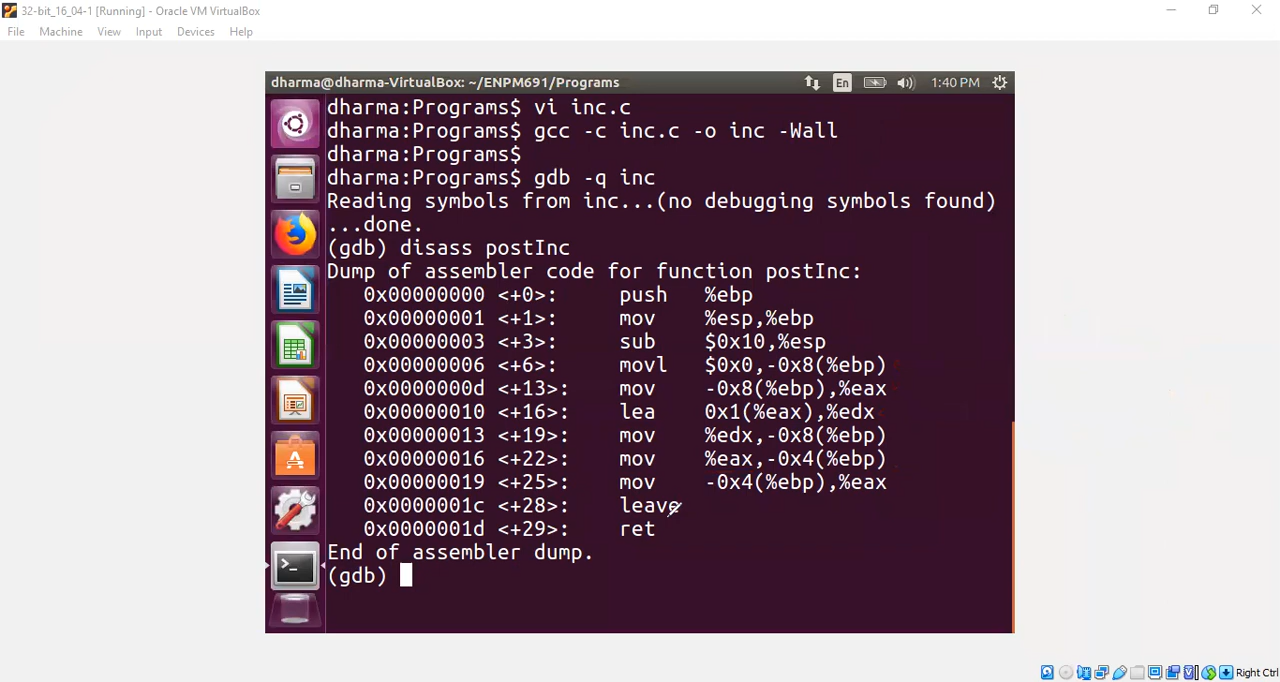 32-bit_16_04-1 [Running] - Oracle VM VirtualBox
File Machine View Input Devices Help
dharma@dharma-VirtualBox: ~/ENPM691/Programs En 1:40 PM
dharma:Programs$ vi inc.c
dharma:Programs$ gcc -c inc.c -o inc -Wall
dharma:Programs$
dharma:Programs$ gdb -q inc
Reading symbols from inc...(no debugging symbols found)
...done.
(gdb) disass postInc
Dump of assembler code for function postInc:
0x00000000 <+0>: push %ebp
0x00000001 <+1>: mov %esp,%ebp
0x00000003 <+3>: sub $0x10,%esp
0x00000006 <+6>: movl $0x0,-0x8(%ebp)
0x0000000d <+13>: mov -0x8(%ebp),%eax
0x00000010 <+16>: lea 0x1(%eax),%edx
0x00000013 <+19>: mov %edx,-0x8(%ebp)
0x00000016 <+22>: mov %eax,-0x4(%ebp)
0x00000019 <+25>: mov -0x4(%ebp),%eax
0x0000001c <+28>: leave
0x0000001d <+29>: ret
End of assembler dump.
(gdb)
Right Ctrl